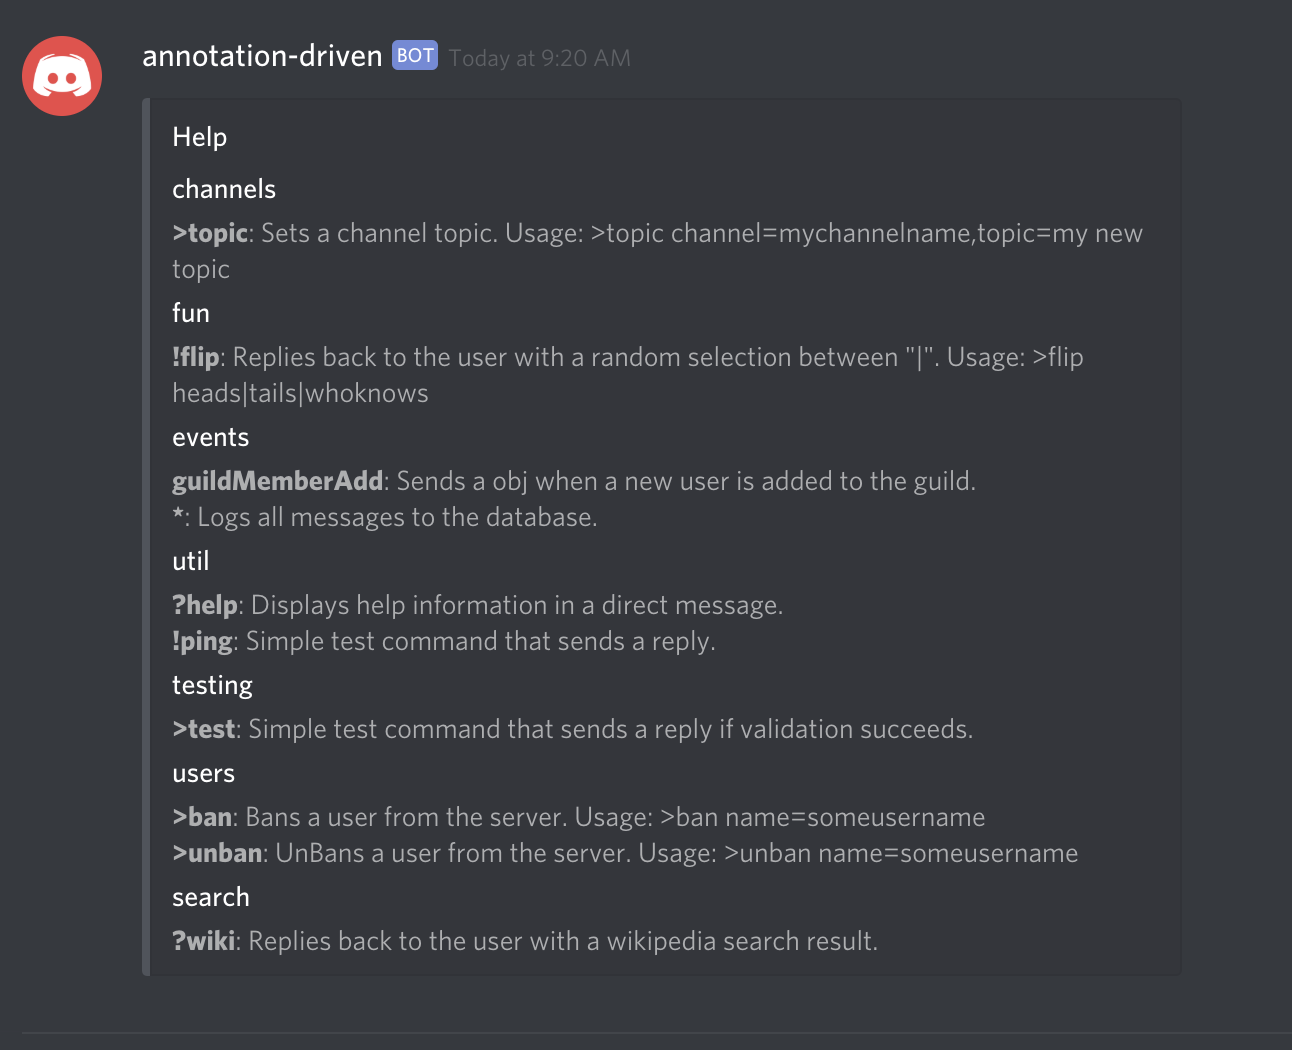 annotation-driven BOT Today at 9:20 AM
Help
channels
>topic: Sets a channel topic. Usage: >topic channel=mychannelname,topic=my new
topic
fun
!flip: Replies back to the user with a random selection between "|". Usage: >flip
heads|tails|whoknows
events
guildMemberAdd: Sends a obj when a new user is added to the guild.
*: Logs all messages to the database.
util
?help: Displays help information in a direct message.
!ping: Simple test command that sends a reply.
testing
>test: Simple test command that sends a reply if validation succeeds.
users
>ban: Bans a user from the server. Usage: >ban name=someusername
>unban: UnBans a user from the server. Usage: >unban name=someusername
search
?wiki: Replies back to the user with a wikipedia search result.